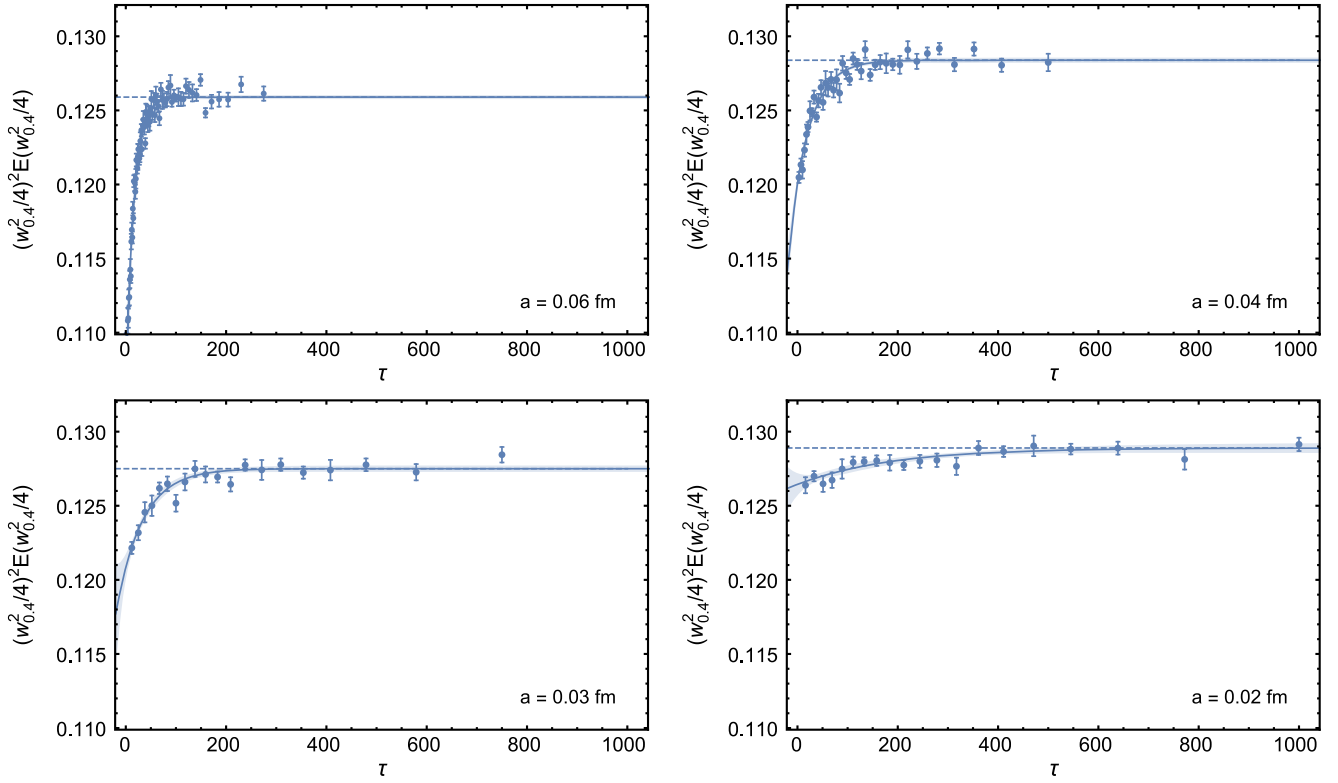 0.130
0.125
0.120
0.115
0.110
(w²₀.₄/4)²E(w²₀.₄/4)
0 200 400 600 800 1000
τ
a = 0.06 fm
0.130
0.125
0.120
0.115
0.110
(w²₀.₄/4)²E(w²₀.₄/4)
0 200 400 600 800 1000
τ
a = 0.04 fm
0.130
0.125
0.120
0.115
0.110
(w²₀.₄/4)²E(w²₀.₄/4)
0 200 400 600 800 1000
τ
a = 0.03 fm
0.130
0.125
0.120
0.115
0.110
(w²₀.₄/4)²E(w²₀.₄/4)
0 200 400 600 800 1000
τ
a = 0.02 fm